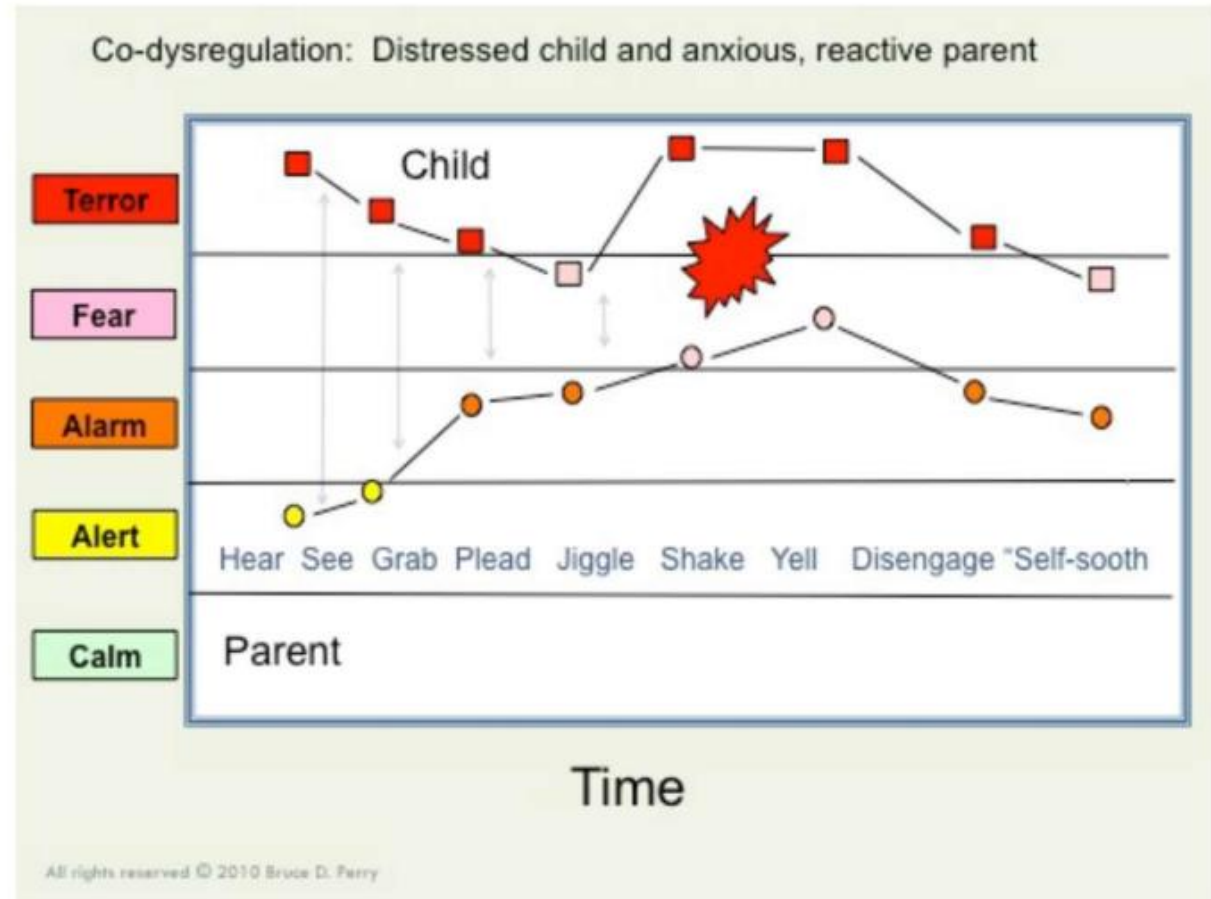 Co-dysregulation: Distressed child and anxious, reactive parent
Child
Terror
Fear
Alarm
Alert
Hear See Grab Plead Jiggle Shake Yell Disengage "Self-sooth
Calm
Parent
Time
All rights reserved © 2010 Bruce D. Perry